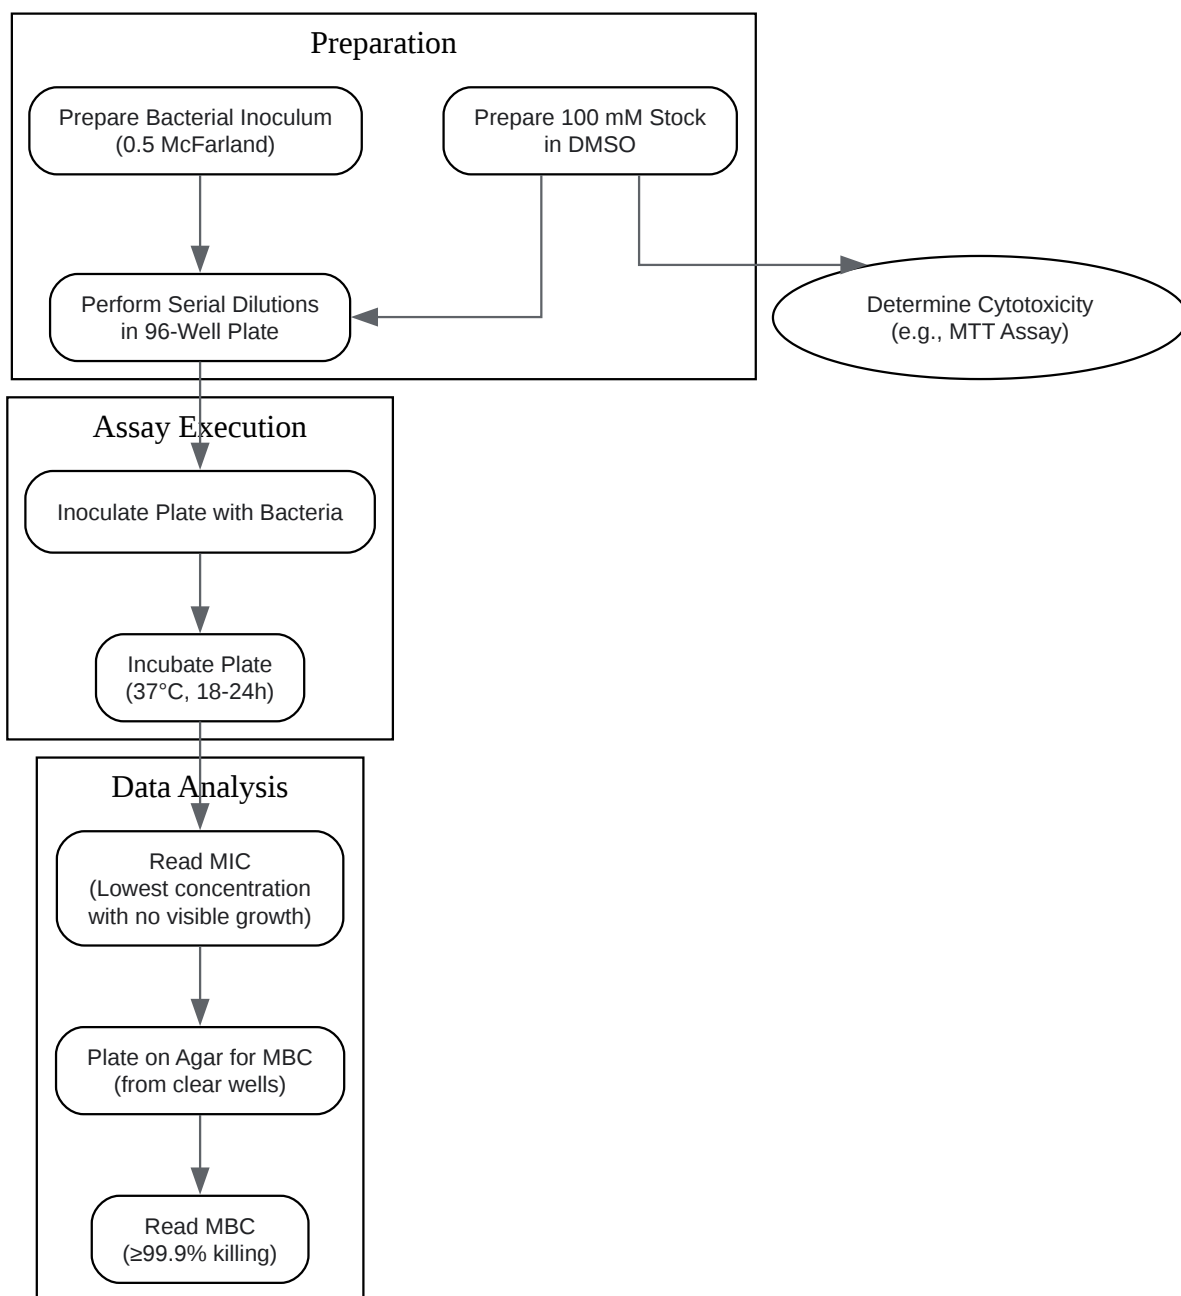 Preparation
Prepare Bacterial Inoculum
(0.5 McFarland)
Prepare 100 mM Stock
in DMSO
Perform Serial Dilutions
in 96-Well Plate
Determine Cytotoxicity
(e.g., MTT Assay)
Assay Execution
Inoculate Plate with Bacteria
Incubate Plate
(37°C, 18-24h)
Data Analysis
Read MIC
(Lowest concentration
with no visible growth)
Plate on Agar for MBC
(from clear wells)
Read MBC
(≥99.9% killing)